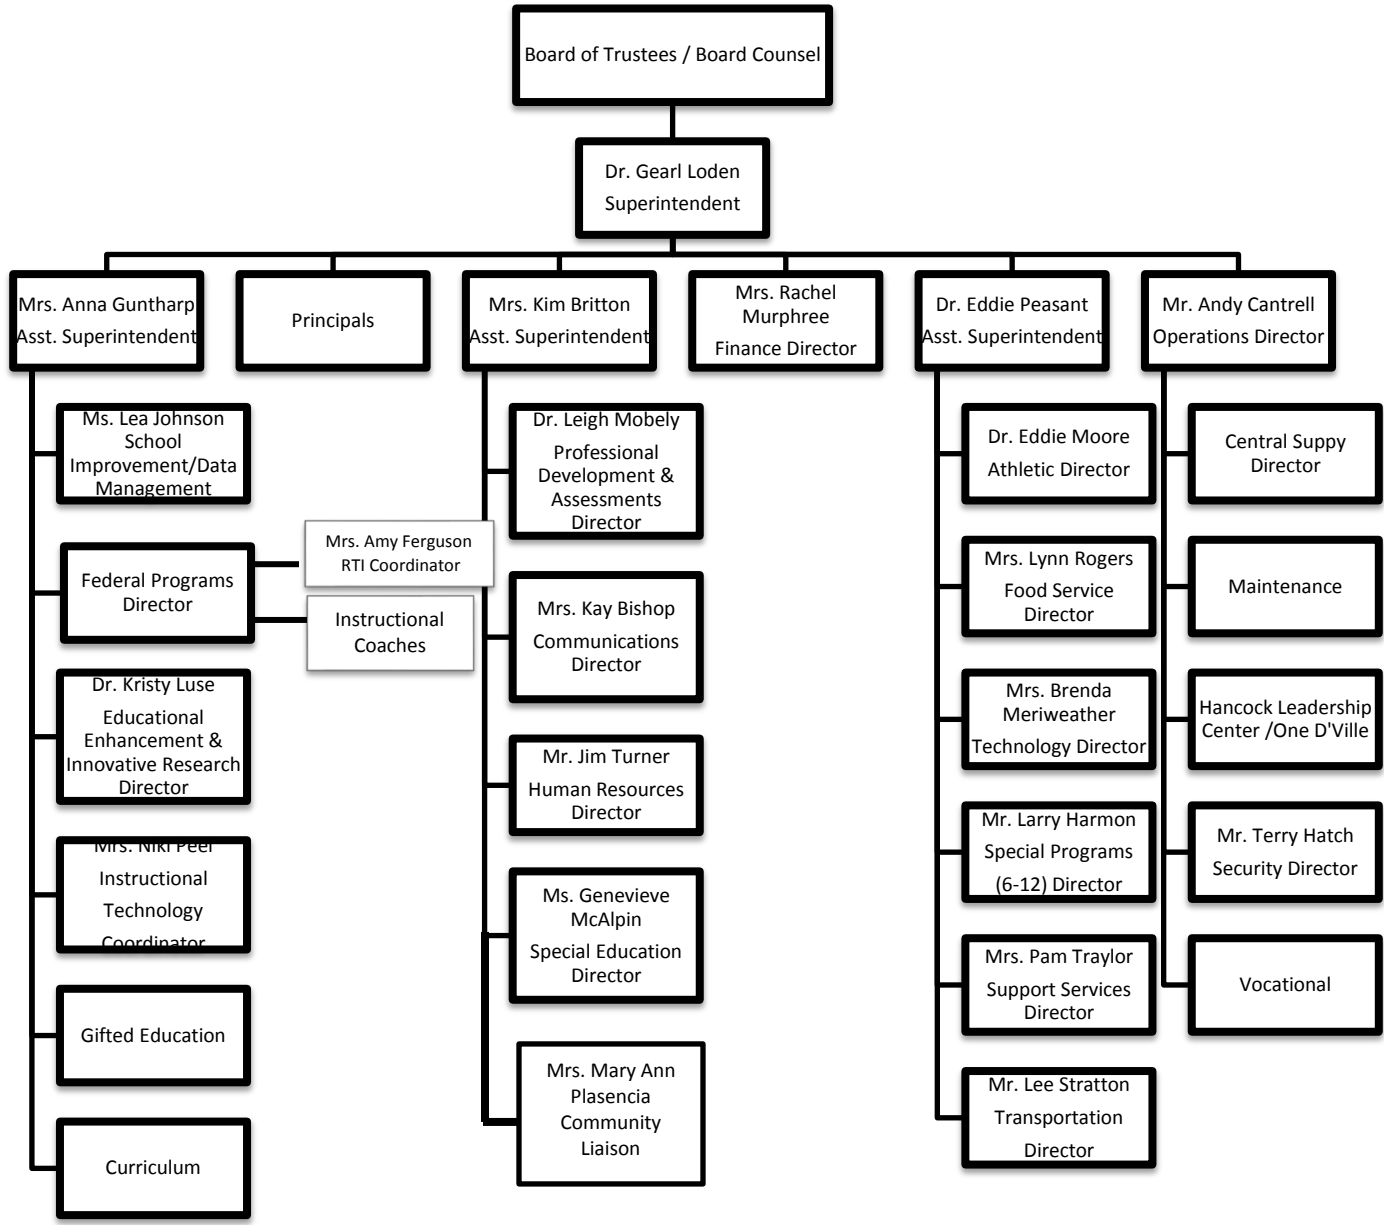 Board of Trustees / Board Counsel
Dr. Gearl Loden
Superintendent
Mrs. Anna Guntharp
Asst. Superintendent
Principals
Mrs. Kim Britton
Asst. Superintendent
Mrs. Rachel
Murphree
Finance Director
Dr. Eddie Peasant
Asst. Superintendent
Mr. Andy Cantrell
Operations Director
Ms. Lea Johnson
School
Improvement/Data
Management
Federal Programs
Director
Mrs. Amy Ferguson
RTI Coordinator
Instructional
Coaches
Dr. Kristy Luse
Educational
Enhancement &
Innovative Research
Director
Mrs. Niki Peel
Instructional
Technology
Coordinator
Gifted Education
Curriculum
Dr. Leigh Mobely
Professional
Development &
Assessments
Director
Mrs. Kay Bishop
Communications
Director
Mr. Jim Turner
Human Resources
Director
Ms. Genevieve
McAlpin
Special Education
Director
Mrs. Mary Ann
Plasencia
Community
Liaison
Dr. Eddie Moore
Athletic Director
Mrs. Lynn Rogers
Food Service
Director
Mrs. Brenda
Meriweather
Technology Director
Mr. Larry Harmon
Special Programs
(6-12) Director
Mrs. Pam Traylor
Support Services
Director
Mr. Lee Stratton
Transportation
Director
Central Suppy
Director
Maintenance
Hancock Leadership
Center /One D'Ville
Mr. Terry Hatch
Security Director
Vocational